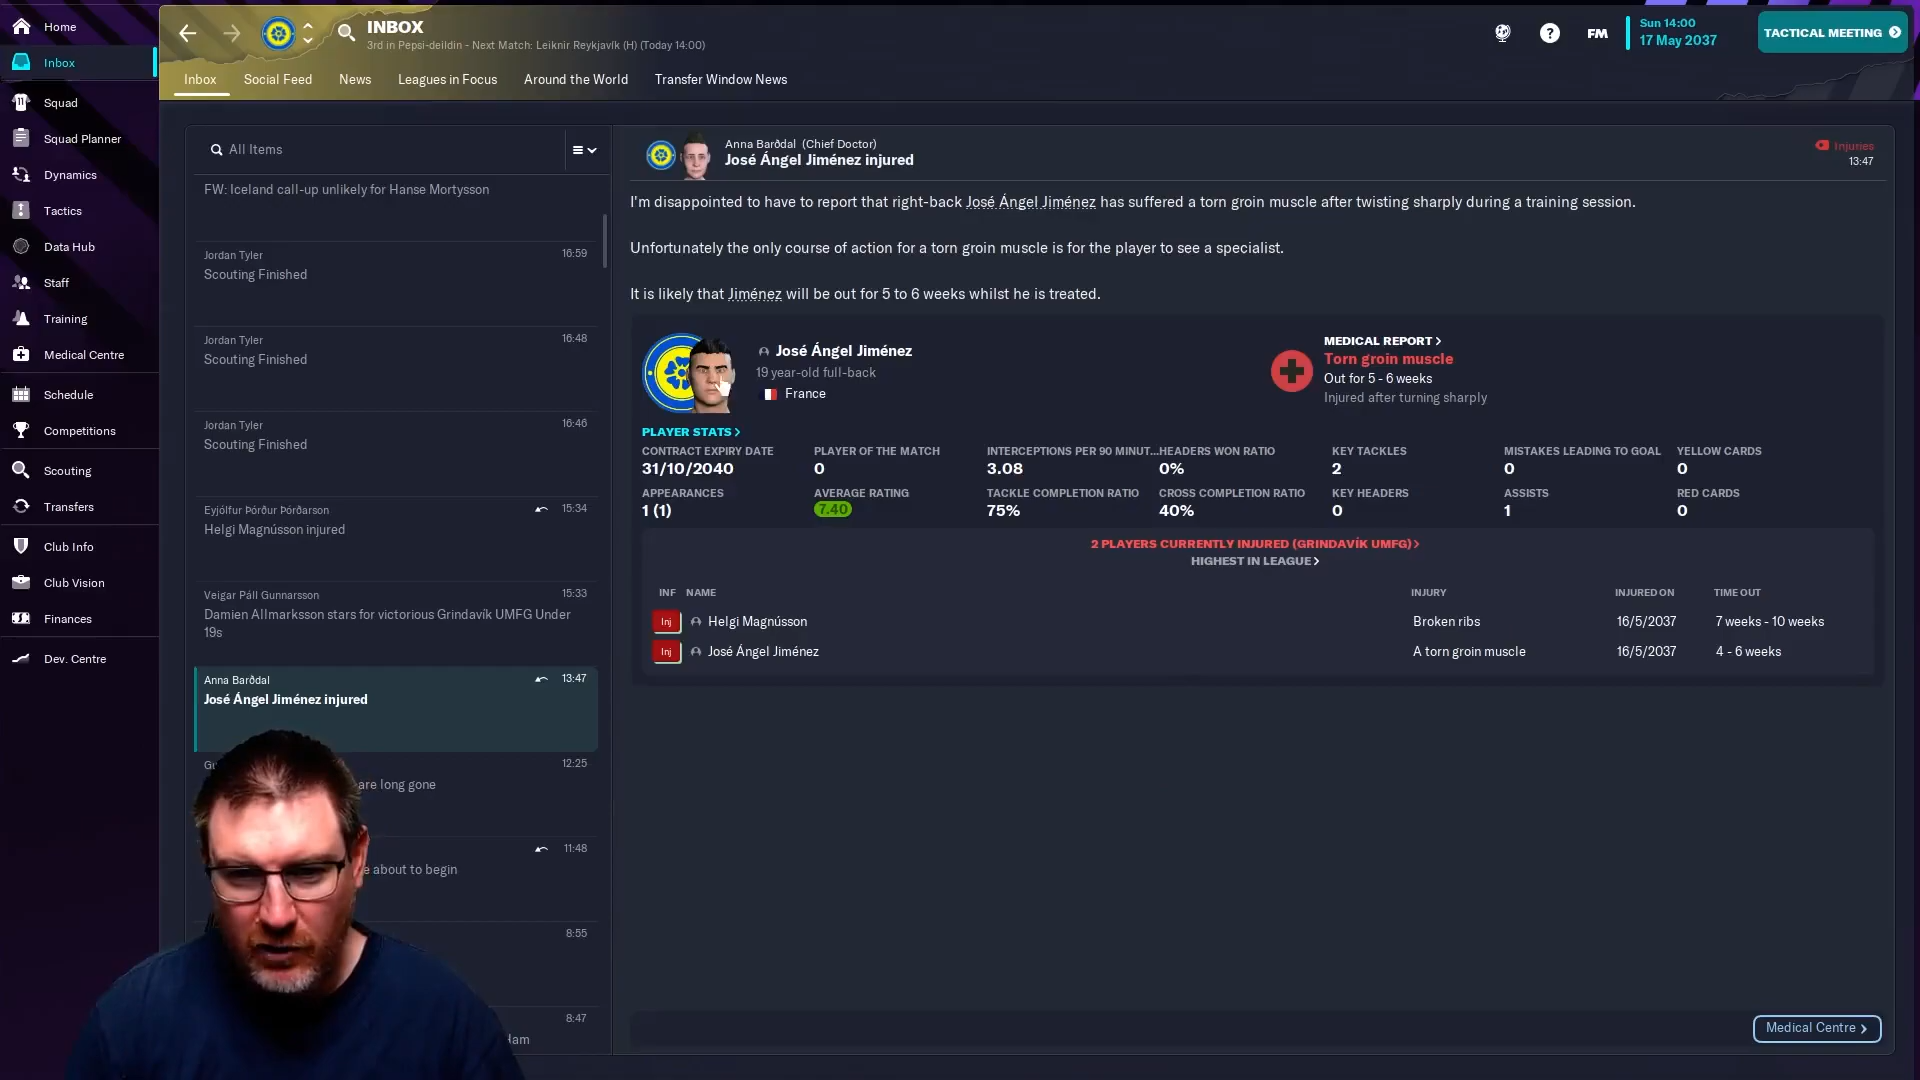 Home
Inbox
Squad
Squad Planner
Dynamics
Tactics
Data Hub
Staff
Training
Medical Centre
Schedule
Competitions
Scouting
Transfers
Club Info
Club Vision
Finances
Dev. Centre
INBOX
3rd in Pepsi-deildin - Next Match: Leiknir Reykjavík (H) (Today 14:00)
FM
Sun 14:00
17 May 2037
TACTICAL MEETING
Inbox Social Feed News Leagues in Focus Around the World Transfer Window News
All Items
FW: Iceland call-up unlikely for Hanse Mortysson
Jordan Tyler 16:59
Scouting Finished
Jordan Tyler 16:48
Scouting Finished
Jordan Tyler 16:46
Scouting Finished
Eyjólfur Þórður Þórðarson 15:34
Helgi Magnússon injured
Veigar Páll Gunnarsson 15:33
Damien Allmarksson stars for victorious Grindavík UMFG Under
19s
Anna Barðdal 13:47
José Ángel Jiménez injured
12:25
are long gone
11:48
about to begin
8:55
8:47
Anna Barðdal (Chief Doctor)
José Ángel Jiménez injured
Injuries
13:47
I'm disappointed to have to report that right-back José Ángel Jiménez has suffered a torn groin muscle after twisting sharply during a training session.
Unfortunately the only course of action for a torn groin muscle is for the player to see a specialist.
It is likely that Jiménez will be out for 5 to 6 weeks whilst he is treated.
José Ángel Jiménez
19 year-old full-back
France
MEDICAL REPORT >
Torn groin muscle
Out for 5 - 6 weeks
Injured after turning sharply
PLAYER STATS >
CONTRACT EXPIRY DATE PLAYER OF THE MATCH INTERCEPTIONS PER 90 MINUT... HEADERS WON RATIO KEY TACKLES MISTAKES LEADING TO GOAL YELLOW CARDS
31/10/2040 0 3.08 0% 2 0 0
APPEARANCES AVERAGE RATING TACKLE COMPLETION RATIO CROSS COMPLETION RATIO KEY HEADERS ASSISTS RED CARDS
1 (1) 7.40 75% 40% 0 1 0
2 PLAYERS CURRENTLY INJURED (GRINDAVÍK UMFG) >
HIGHEST IN LEAGUE >
INF NAME INJURY INJURED ON TIME OUT
Inj Helgi Magnússon Broken ribs 16/5/2037 7 weeks - 10 weeks
Inj José Ángel Jiménez A torn groin muscle 16/5/2037 4 - 6 weeks
Medical Centre >